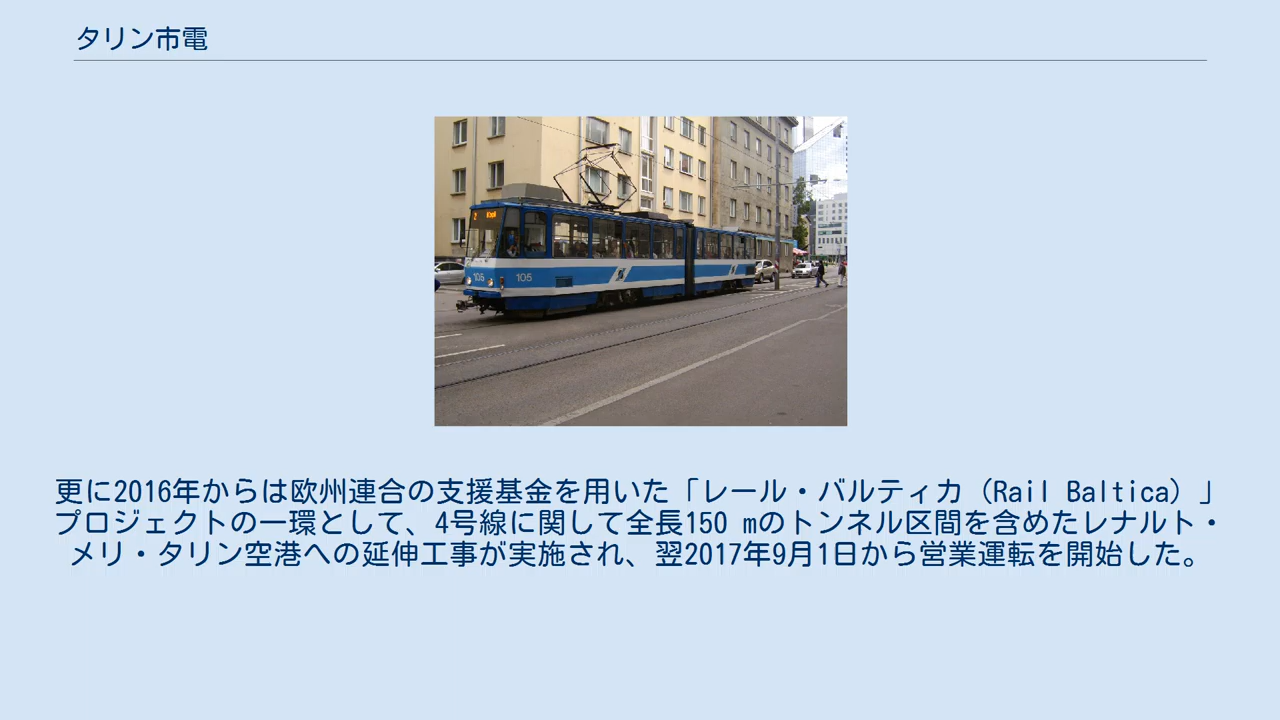 タリン市電
2 Kopli
105 105
更に2016年からは欧州連合の支援基金を用いた「レール・バルティカ（Rail Baltica）」
プロジェクトの一環として、4号線に関して全長150 mのトンネル区間を含めたレナルト・
メリ・タリン空港への延伸工事が実施され、翌2017年9月1日から営業運転を開始した。